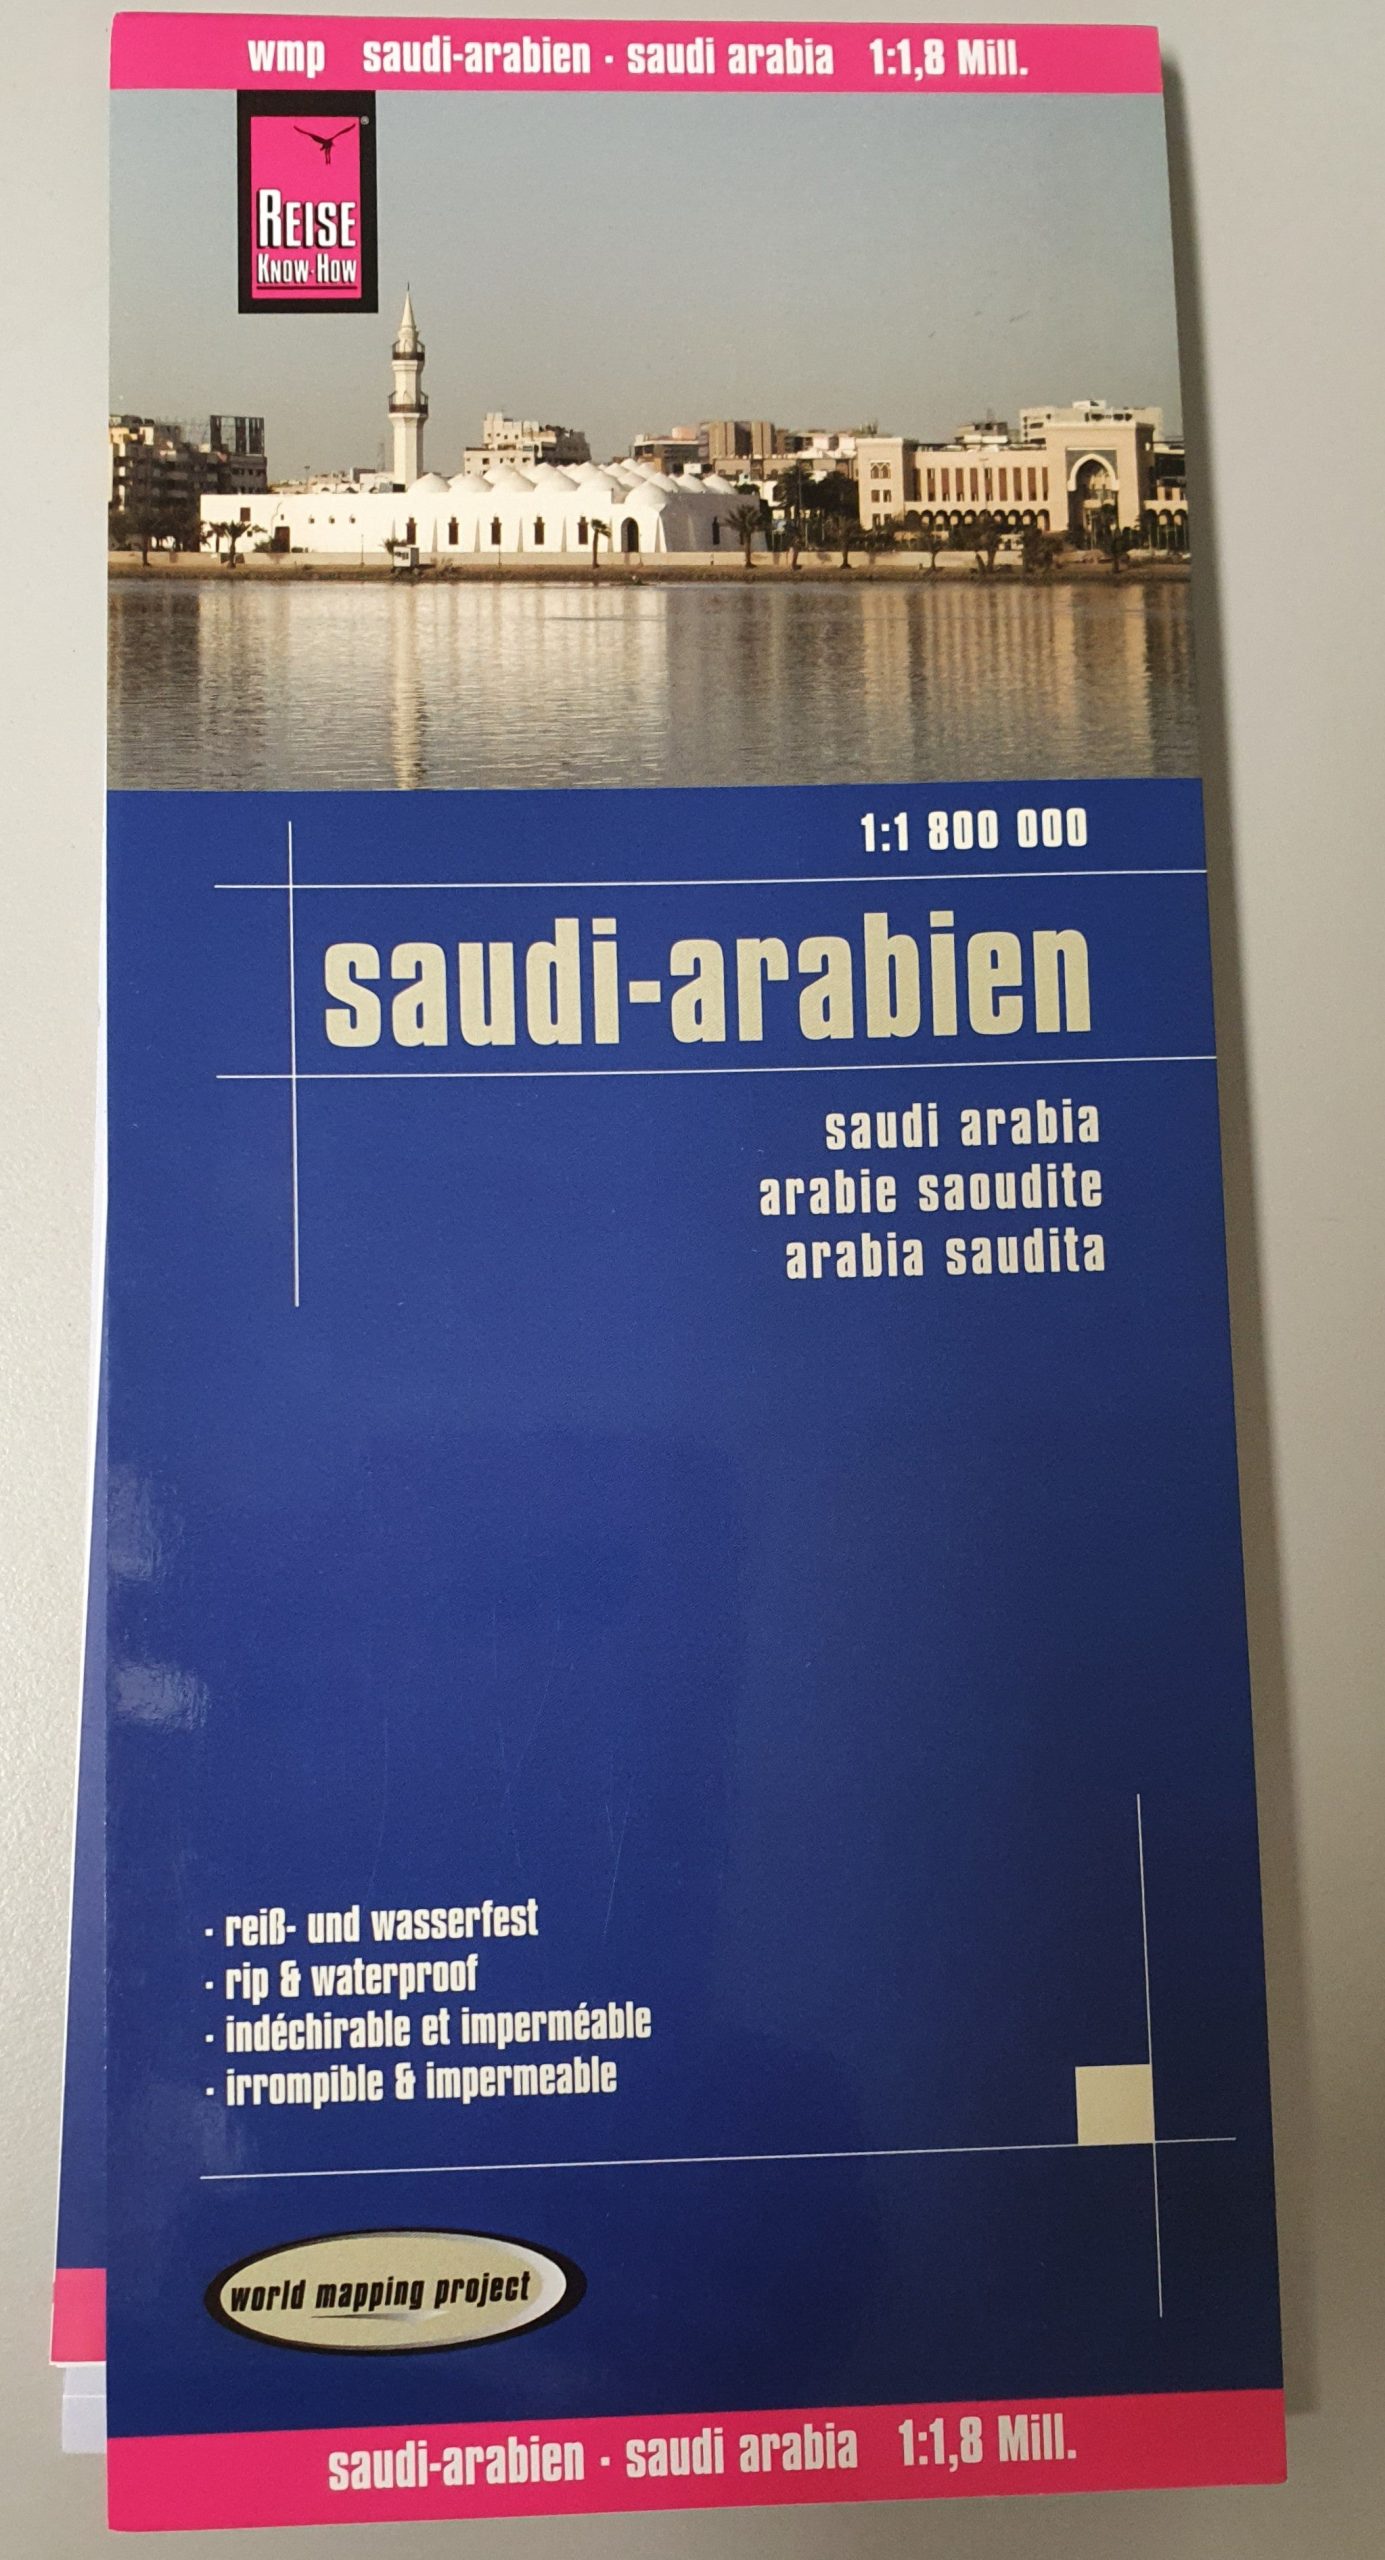 wmp saudi-arabien · saudi arabia 1:1,8 Mill.
REISE
KNOW-HOW
1:1 800 000
saudi-arabien
saudi arabia
arabie saoudite
arabia saudita
· reiß- und wasserfest
· rip & waterproof
· indéchirable et imperméable
· irrompible & impermeable
world mapping project
saudi-arabien · saudi arabia 1:1,8 Mill.